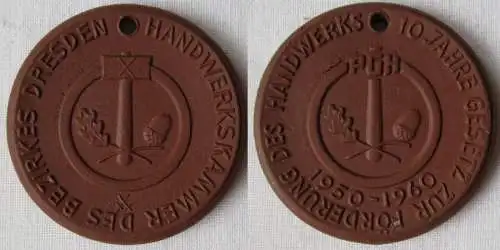 HANDWERKSKAMMER DES BEZIRKES DRESDEN
10 JAHRE GESETZ ZUR FÖRDERUNG DES HANDWERKS
PGH
1950-1960